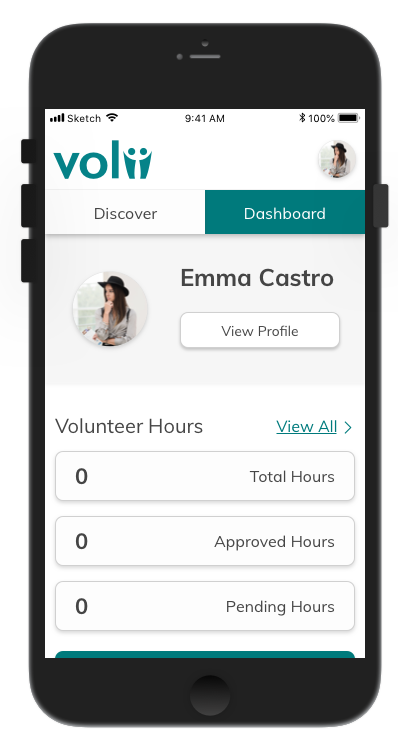 Sketch 9:41 AM 100%
volii
Discover Dashboard
Emma Castro
View Profile
Volunteer Hours View All
0 Total Hours
0 Approved Hours
0 Pending Hours